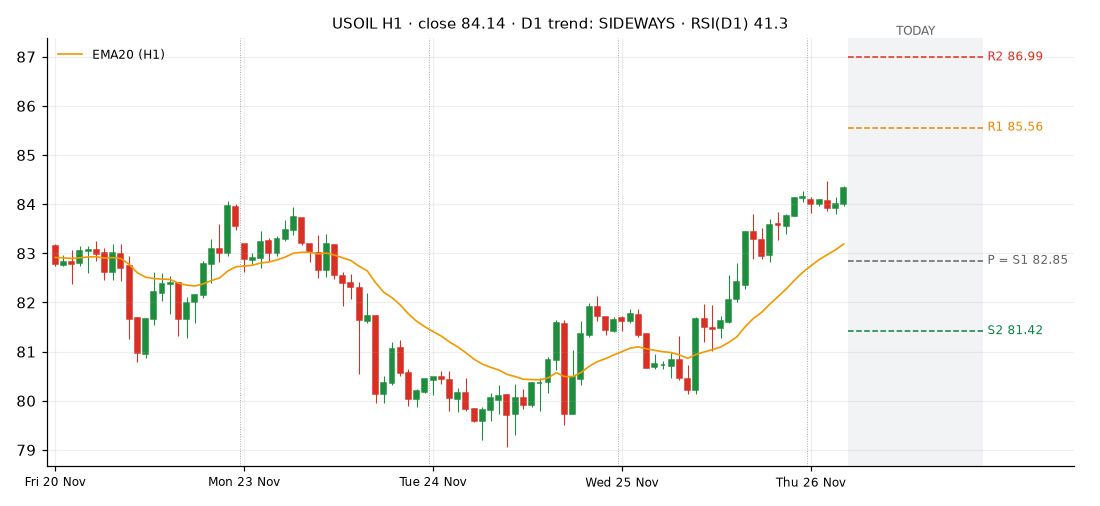 USOIL H1 · close 84.14 · D1 trend: SIDEWAYS · RSI(D1) 41.3
TODAY
EMA20 (H1)
87
86
85
84
83
82
81
80
79
R2 86.99
R1 85.56
P = S1 82.85
S2 81.42
Fri 20 Nov
Mon 23 Nov
Tue 24 Nov
Wed 25 Nov
Thu 26 Nov